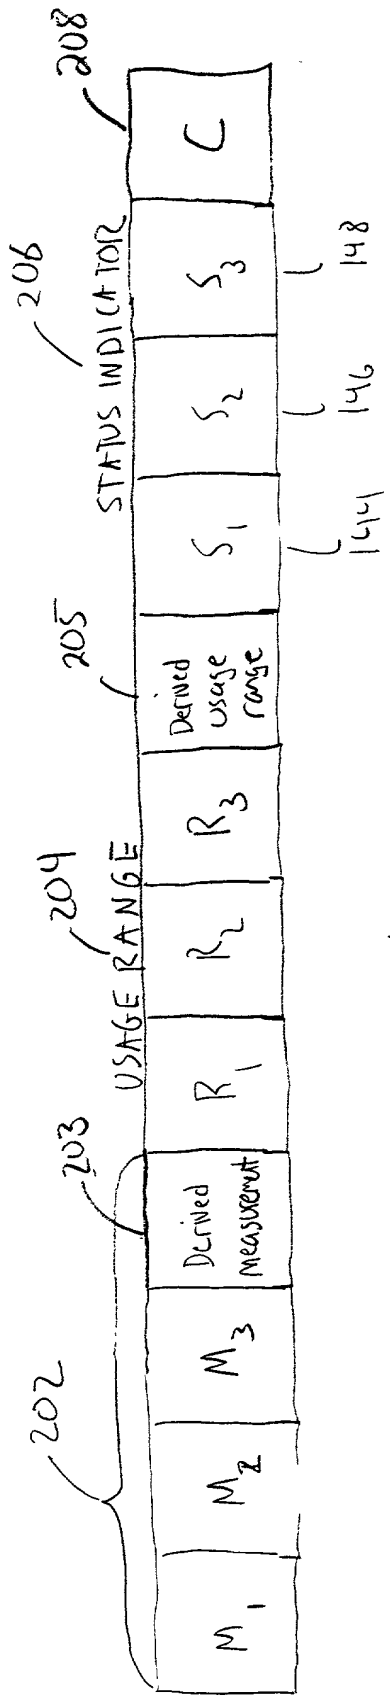 202
203
USAGE RANGE
204
205
STATUS INDICATOR
206
208
M1
M2
M3
Derived
measurement
R1
R2
R3
Derived
usage
range
S1
S2
S3
C
144
146
148